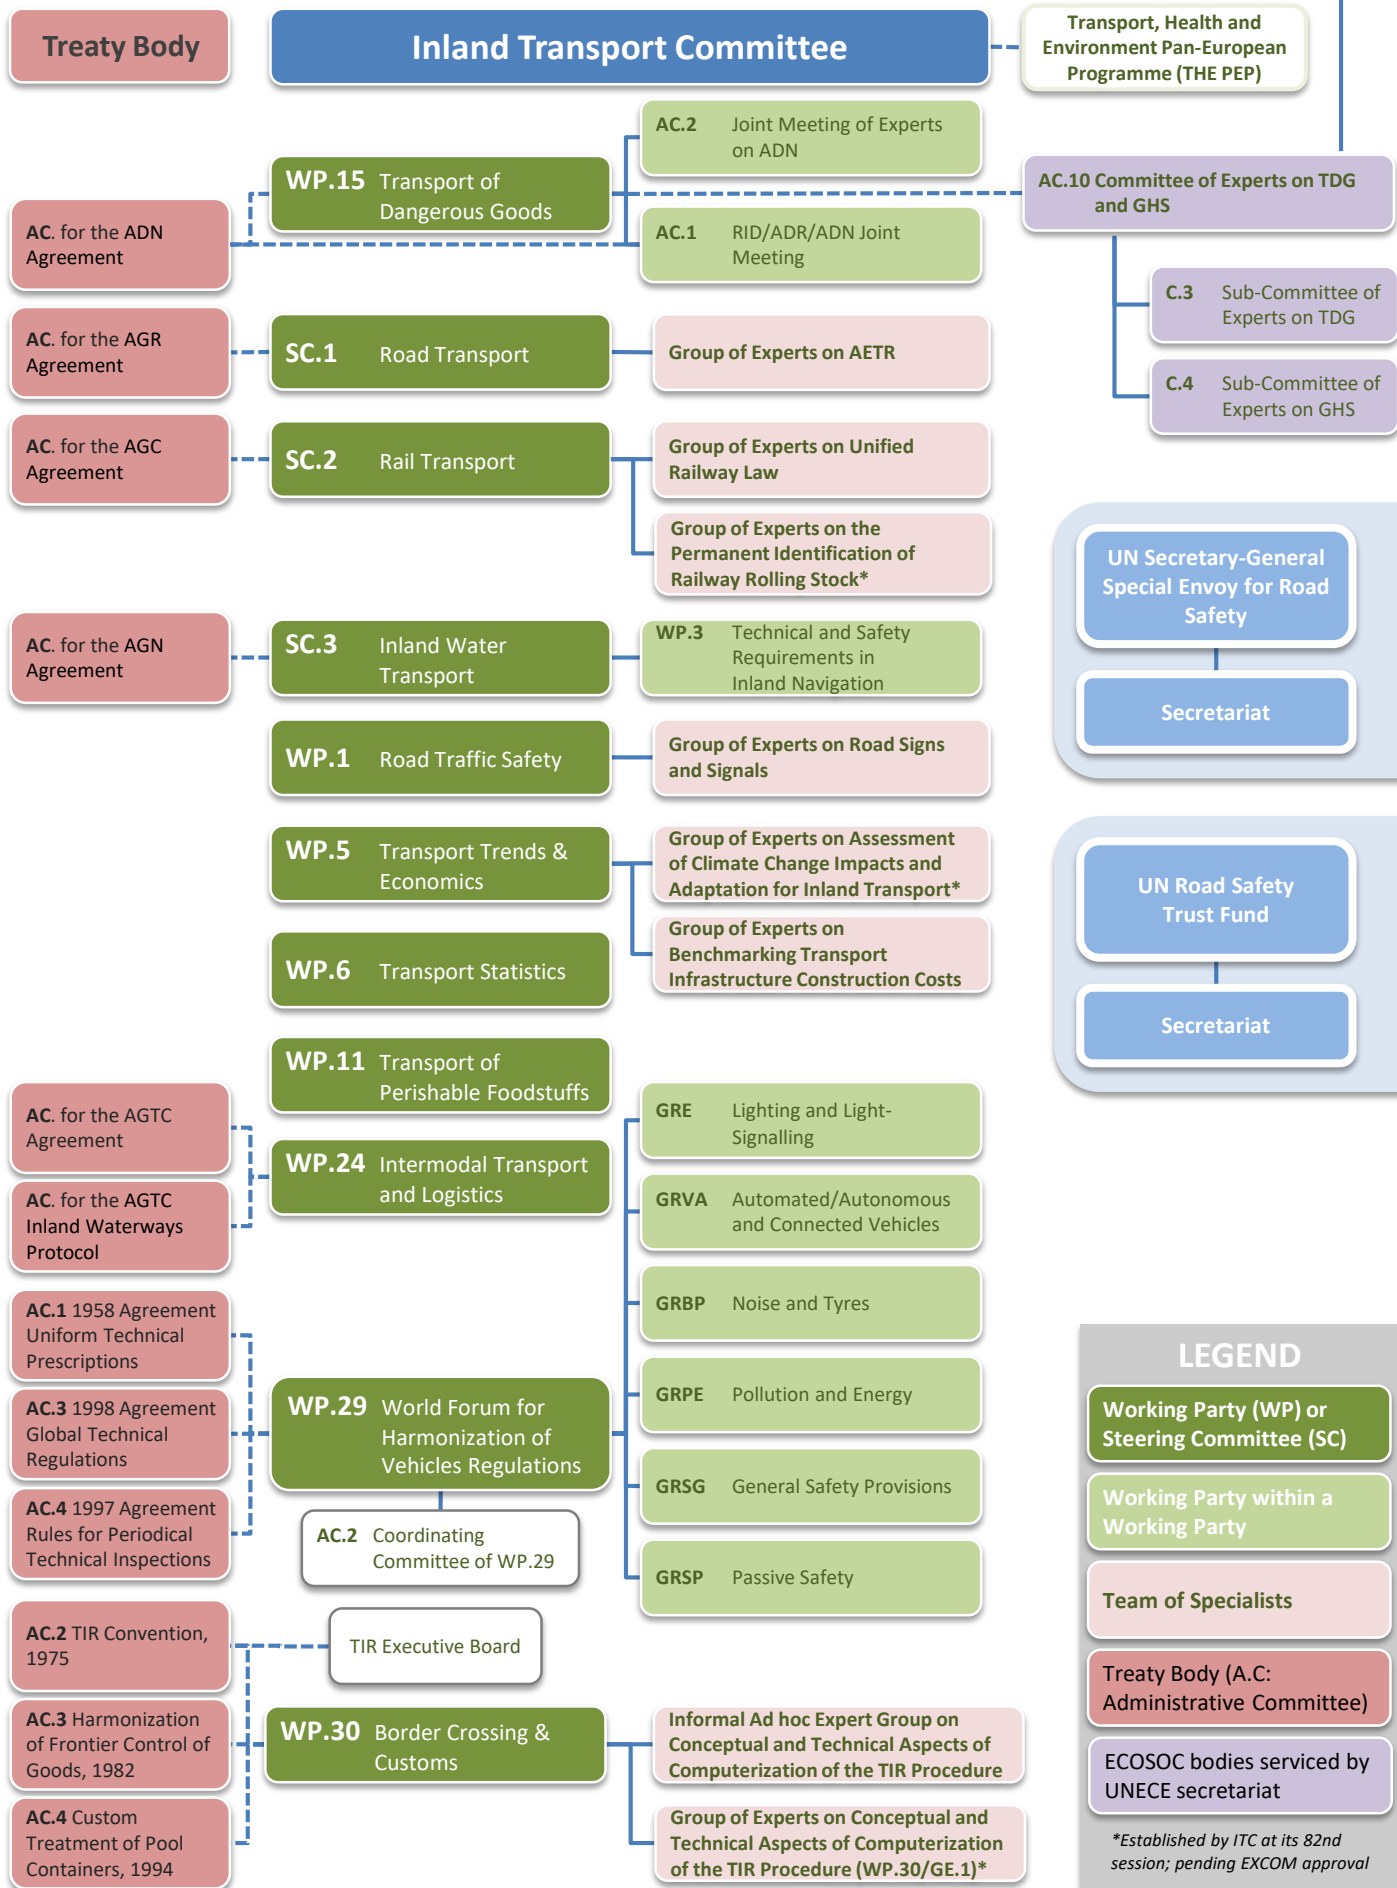 Treaty Body
Inland Transport Committee
Transport, Health and
Environment Pan-European
Programme (THE PEP)
AC.2 Joint Meeting of Experts
on ADN
WP.15 Transport of
Dangerous Goods
AC.10 Committee of Experts on TDG
and GHS
AC. for the ADN
Agreement
AC.1 RID/ADR/ADN Joint
Meeting
C.3 Sub-Committee of
Experts on TDG
AC. for the AGR
Agreement
SC.1 Road Transport
Group of Experts on AETR
C.4 Sub-Committee of
Experts on GHS
AC. for the AGC
Agreement
SC.2 Rail Transport
Group of Experts on Unified
Railway Law
Group of Experts on the
Permanent Identification of
Railway Rolling Stock*
UN Secretary-General
Special Envoy for Road
Safety
Secretariat
AC. for the AGN
Agreement
SC.3 Inland Water
Transport
WP.3 Technical and Safety
Requirements in
Inland Navigation
WP.1 Road Traffic Safety
Group of Experts on Road Signs
and Signals
WP.5 Transport Trends &
Economics
Group of Experts on Assessment
of Climate Change Impacts and
Adaptation for Inland Transport*
Group of Experts on
Benchmarking Transport
Infrastructure Construction Costs
UN Road Safety
Trust Fund
Secretariat
WP.6 Transport Statistics
WP.11 Transport of
Perishable Foodstuffs
AC. for the AGTC
Agreement
WP.24 Intermodal Transport
and Logistics
AC. for the AGTC
Inland Waterways
Protocol
GRE Lighting and Light-
Signalling
GRVA Automated/Autonomous
and Connected Vehicles
GRBP Noise and Tyres
GRPE Pollution and Energy
GRSG General Safety Provisions
GRSP Passive Safety
AC.1 1958 Agreement
Uniform Technical
Prescriptions
AC.3 1998 Agreement
Global Technical
Regulations
AC.4 1997 Agreement
Rules for Periodical
Technical Inspections
WP.29 World Forum for
Harmonization of
Vehicles Regulations
AC.2 Coordinating
Committee of WP.29
AC.2 TIR Convention,
1975
TIR Executive Board
AC.3 Harmonization
of Frontier Control of
Goods, 1982
WP.30 Border Crossing &
Customs
Informal Ad hoc Expert Group on
Conceptual and Technical Aspects of
Computerization of the TIR Procedure
AC.4 Custom
Treatment of Pool
Containers, 1994
Group of Experts on Conceptual and
Technical Aspects of Computerization
of the TIR Procedure (WP.30/GE.1)*
LEGEND
Working Party (WP) or
Steering Committee (SC)
Working Party within a
Working Party
Team of Specialists
Treaty Body (A.C:
Administrative Committee)
ECOSOC bodies serviced by
UNECE secretariat
*Established by ITC at its 82nd
session; pending EXCOM approval